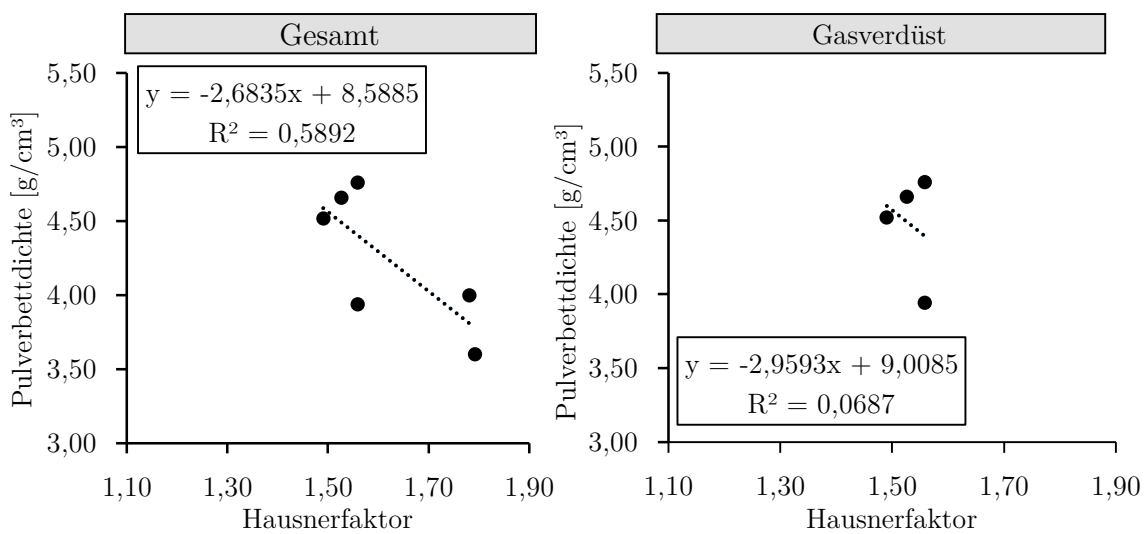 Gesamt
y = -2,6835x + 8,5885
R² = 0,5892
Pulverbettdichte [g/cm³]
5,50
5,00
4,50
4,00
3,50
3,00
1,10 1,30 1,50 1,70 1,90
Hausnerfaktor
Gasverdüst
Pulverbettdichte [g/cm³]
5,50
5,00
4,50
4,00
3,50
3,00
y = -2,9593x + 9,0085
R² = 0,0687
1,10 1,30 1,50 1,70 1,90
Hausnerfaktor